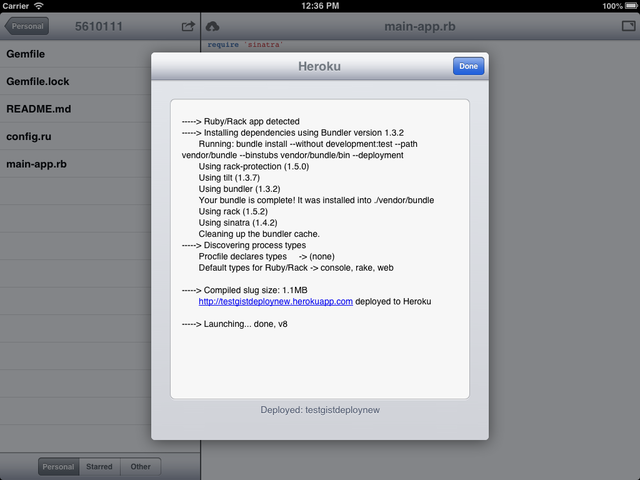 Carrier 12:36 PM 100%
Personal 5610111 main-app.rb
Gemfile
Gemfile.lock
README.md
config.ru
main-app.rb
Personal Starred Other
require 'sinatra'
Heroku Done
-----> Ruby/Rack app detected
-----> Installing dependencies using Bundler version 1.3.2
Running: bundle install --without development:test --path
vendor/bundle --binstubs vendor/bundle/bin --deployment
Using rack-protection (1.5.0)
Using tilt (1.3.7)
Using bundler (1.3.2)
Your bundle is complete! It was installed into ./vendor/bundle
Using rack (1.5.2)
Using sinatra (1.4.2)
Cleaning up the bundler cache.
-----> Discovering process types
Procfile declares types -> (none)
Default types for Ruby/Rack -> console, rake, web
-----> Compiled slug size: 1.1MB
http://testgistdeploynew.herokuapp.com deployed to Heroku
-----> Launching... done, v8
Deployed: testgistdeploynew